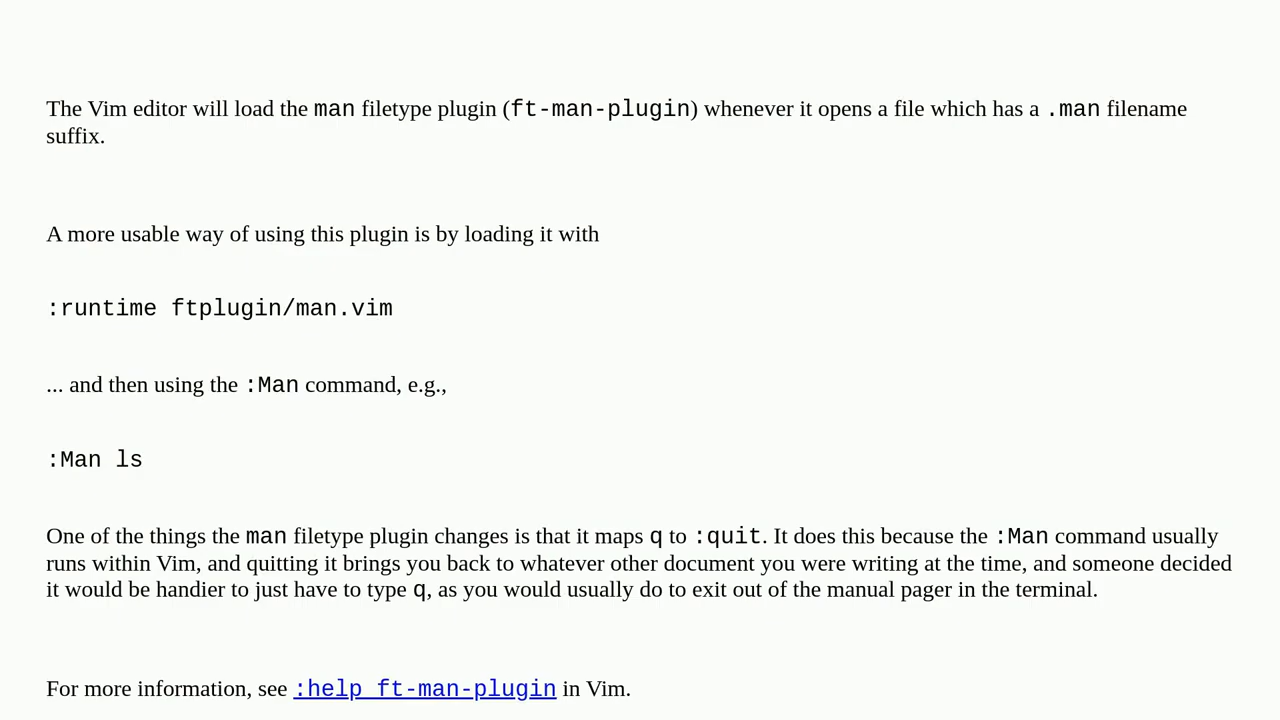 The Vim editor will load the man filetype plugin (ft-man-plugin) whenever it opens a file which has a .man filename
suffix.
A more usable way of using this plugin is by loading it with
:runtime ftplugin/man.vim
... and then using the :Man command, e.g.,
:Man ls
One of the things the man filetype plugin changes is that it maps q to :quit. It does this because the :Man command usually
runs within Vim, and quitting it brings you back to whatever other document you were writing at the time, and someone decided
it would be handier to just have to type q, as you would usually do to exit out of the manual pager in the terminal.
For more information, see :help ft-man-plugin in Vim.